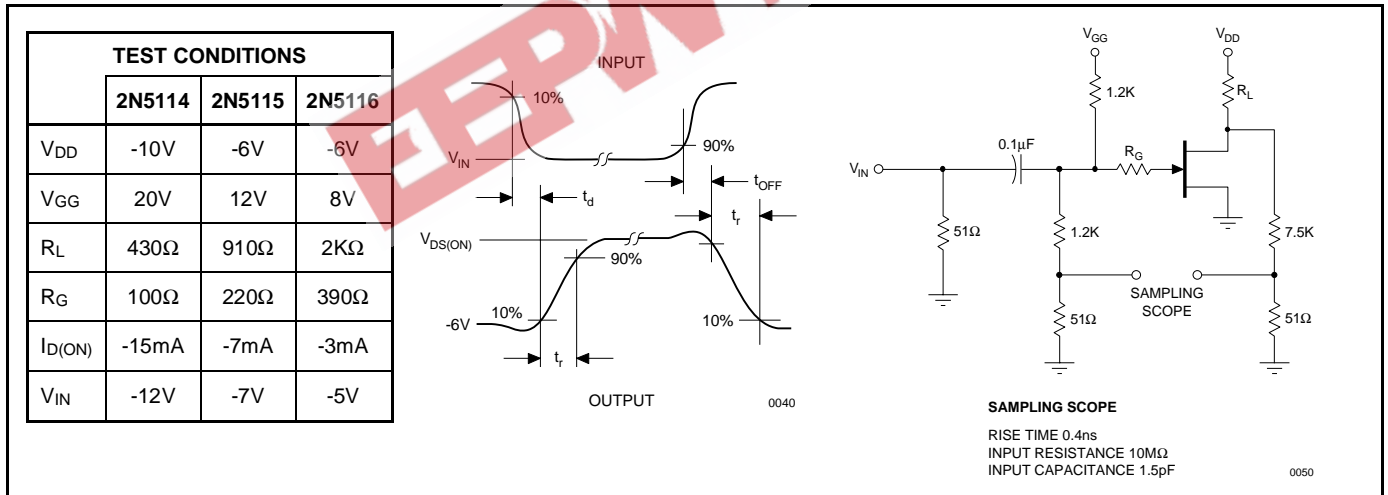 TEST CONDITIONS
2N5114 2N5115 2N5116
VDD -10V -6V -6V
VGG 20V 12V 8V
RL 430Ω 910Ω 2KΩ
RG 100Ω 220Ω 390Ω
ID(ON) -15mA -7mA -3mA
VIN -12V -7V -5V
INPUT
10%
90%
VIN
tOFF
td
tr
VDS(ON)
90%
10%
10%
-6V
tr
OUTPUT
0040
VGG
VDD
1.2K
RL
0.1µF
RG
VIN
51Ω
1.2K
7.5K
SAMPLING
SCOPE
51Ω
51Ω
SAMPLING SCOPE
RISE TIME 0.4ns
INPUT RESISTANCE 10MΩ
INPUT CAPACITANCE 1.5pF
0050